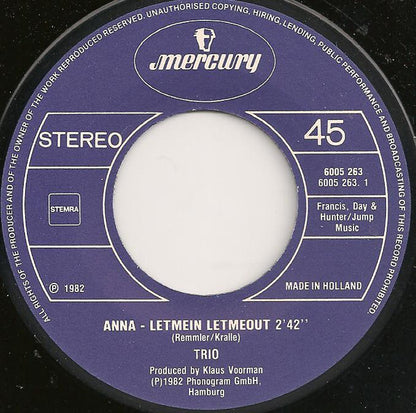 ALL RIGHTS OF THE PRODUCER AND OF THE OWNER OF THE WORK REPRODUCED RESERVED. UNAUTHORISED COPYING, HIRING, LENDING, PUBLIC PERFORMANCE AND BROADCASTING OF THIS RECORD PROHIBITED.
mercury
STEREO
45
6005 263
6005 263. 1
STEMRA
Francis, Day &
Hunter/Jump
Music
℗ 1982
MADE IN HOLLAND
ANNA - LETMEIN LETMEOUT 2'42''
(Remmler/Kralle)
TRIO
Produced by Klaus Voorman
(P)1982 Phonogram GmbH,
Hamburg